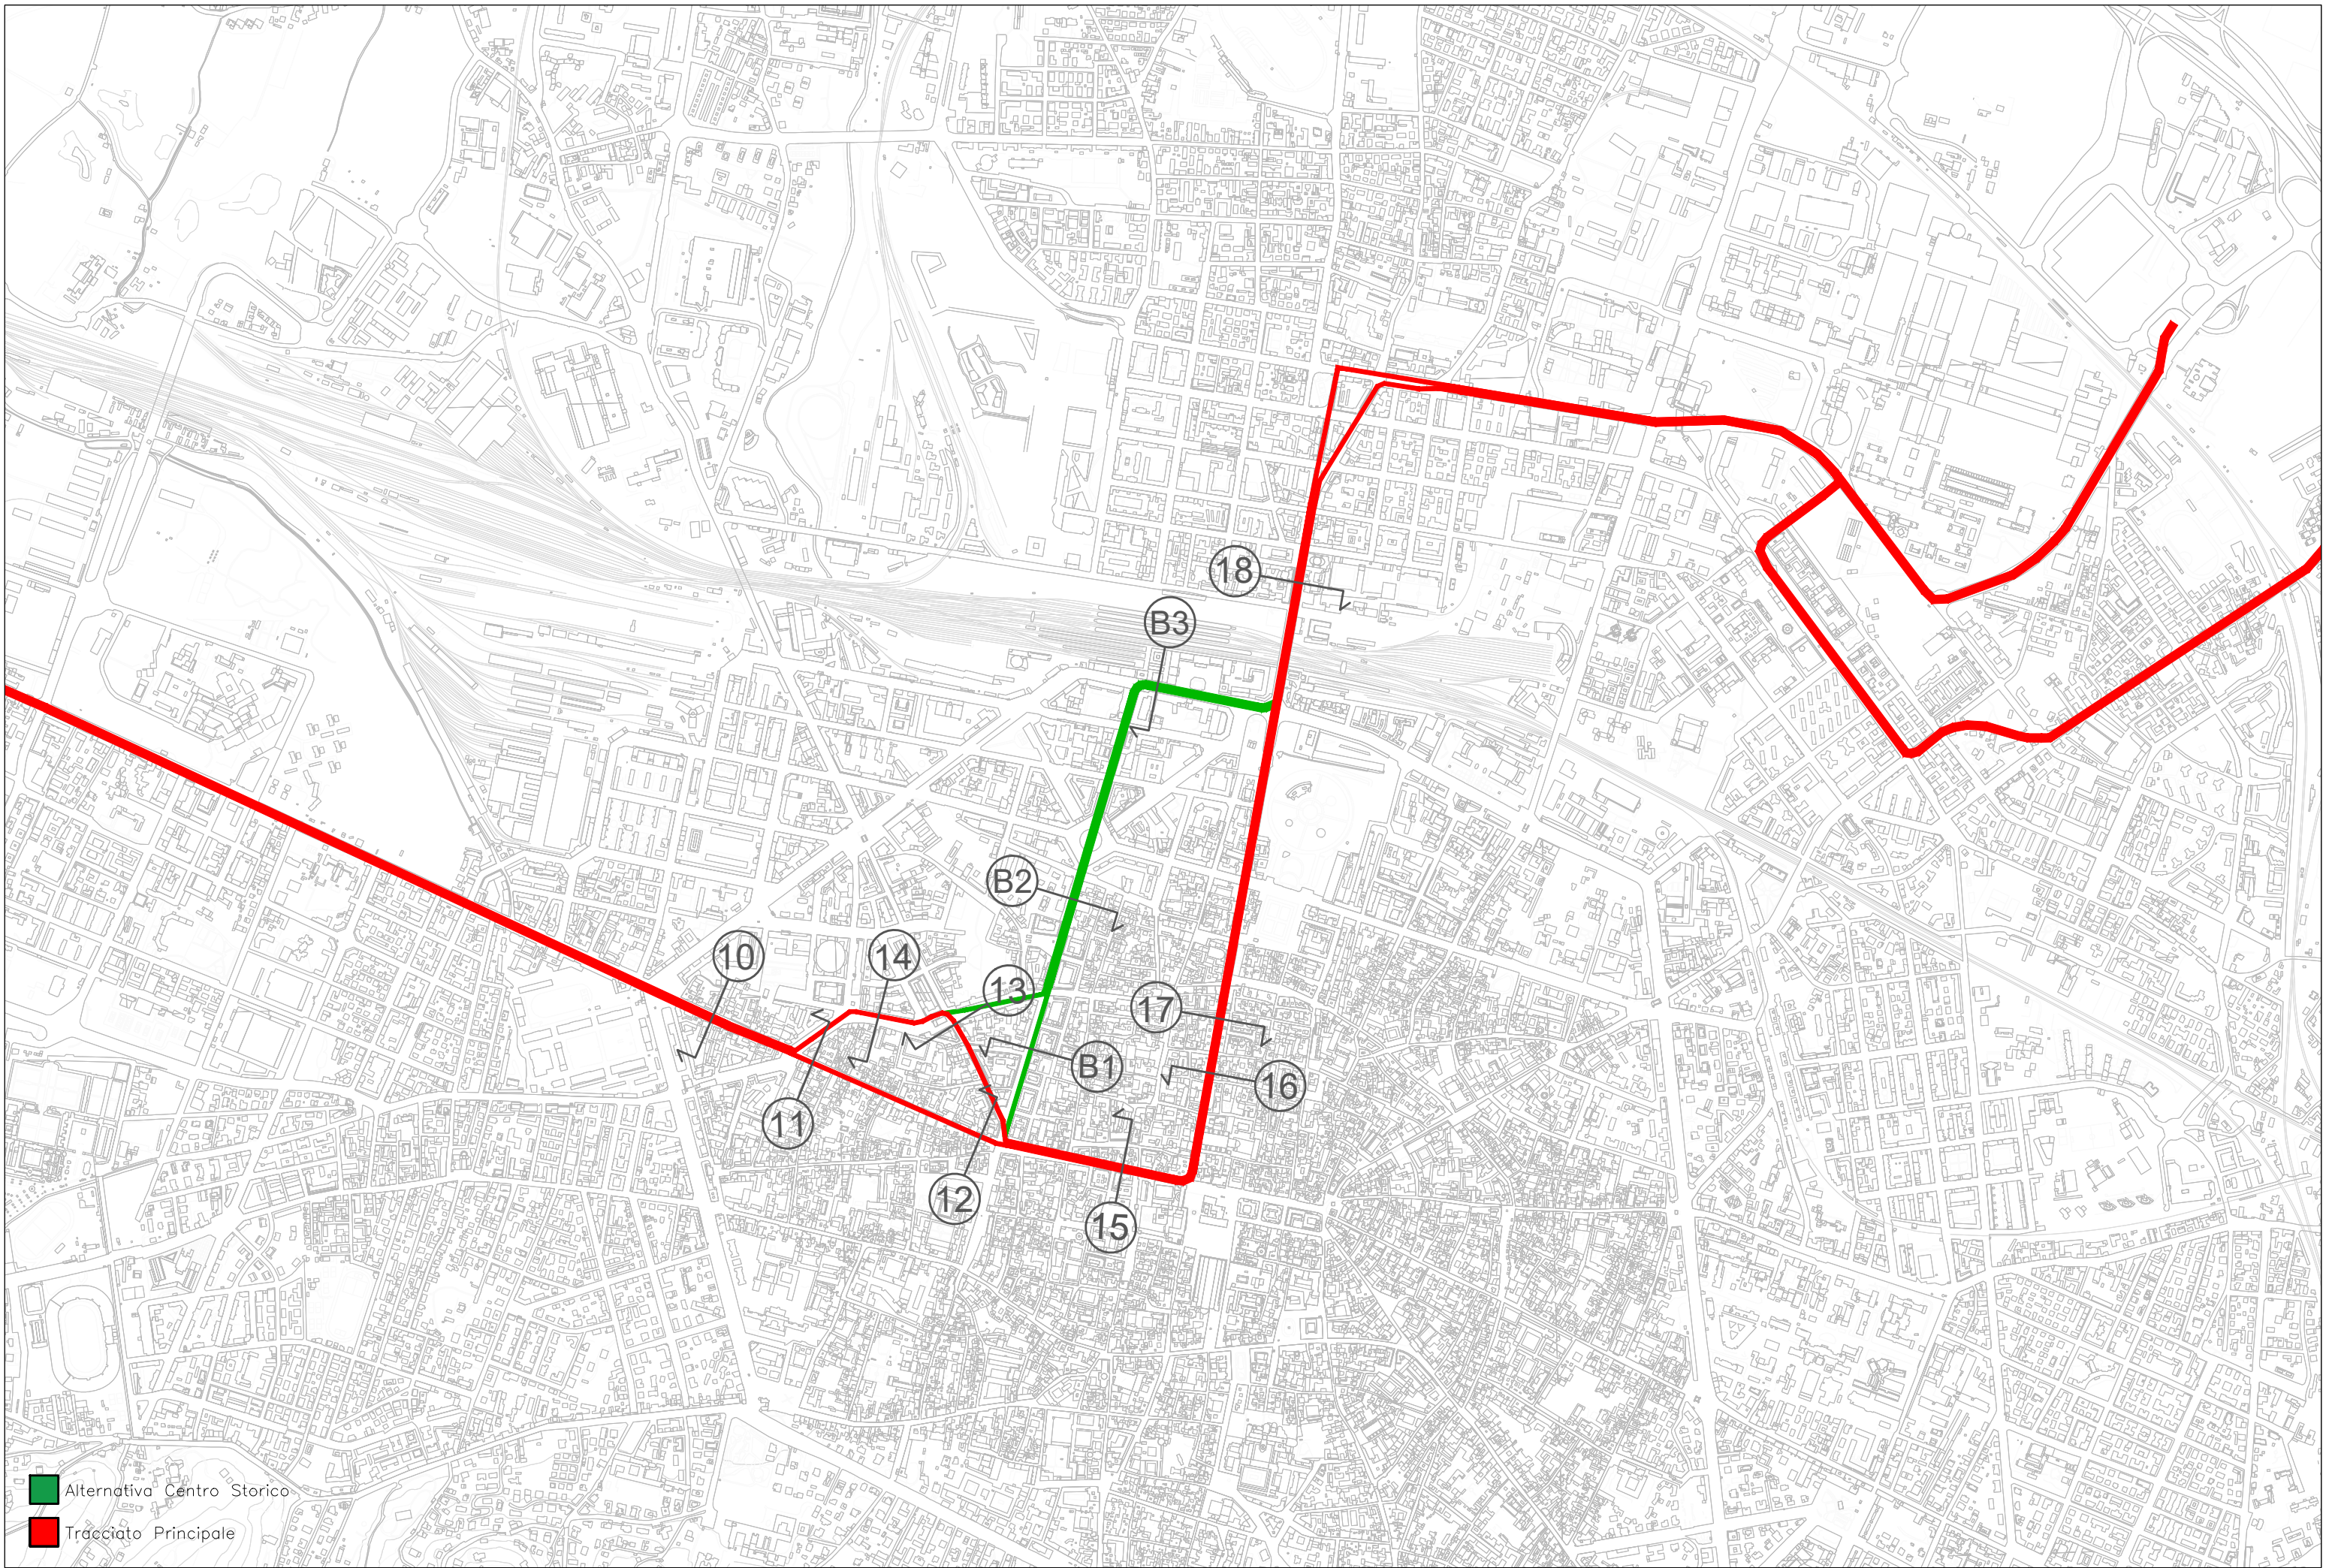 18
B3
B2
10
14
13
17
B1
16
11
12
15
Alternativa Centro Storico
Tracciato Principale